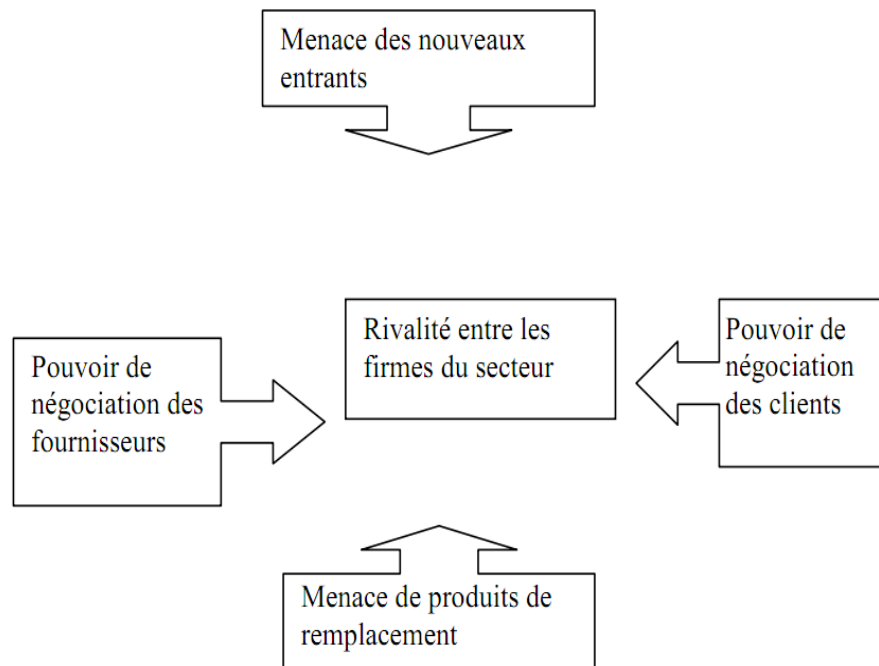 Menace des nouveaux
entrants
Rivalité entre les
firmes du secteur
Pouvoir de
négociation des
fournisseurs
Pouvoir de
négociation
des clients
Menace de produits de
remplacement